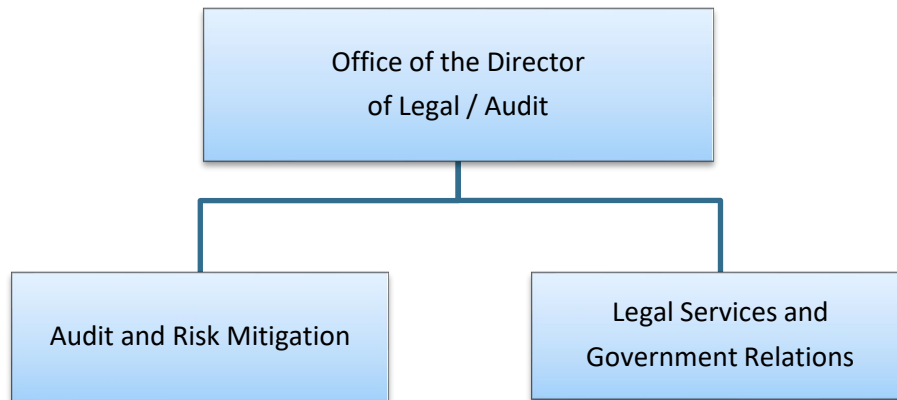 Office of the Director
of Legal / Audit
Audit and Risk Mitigation
Legal Services and
Government Relations